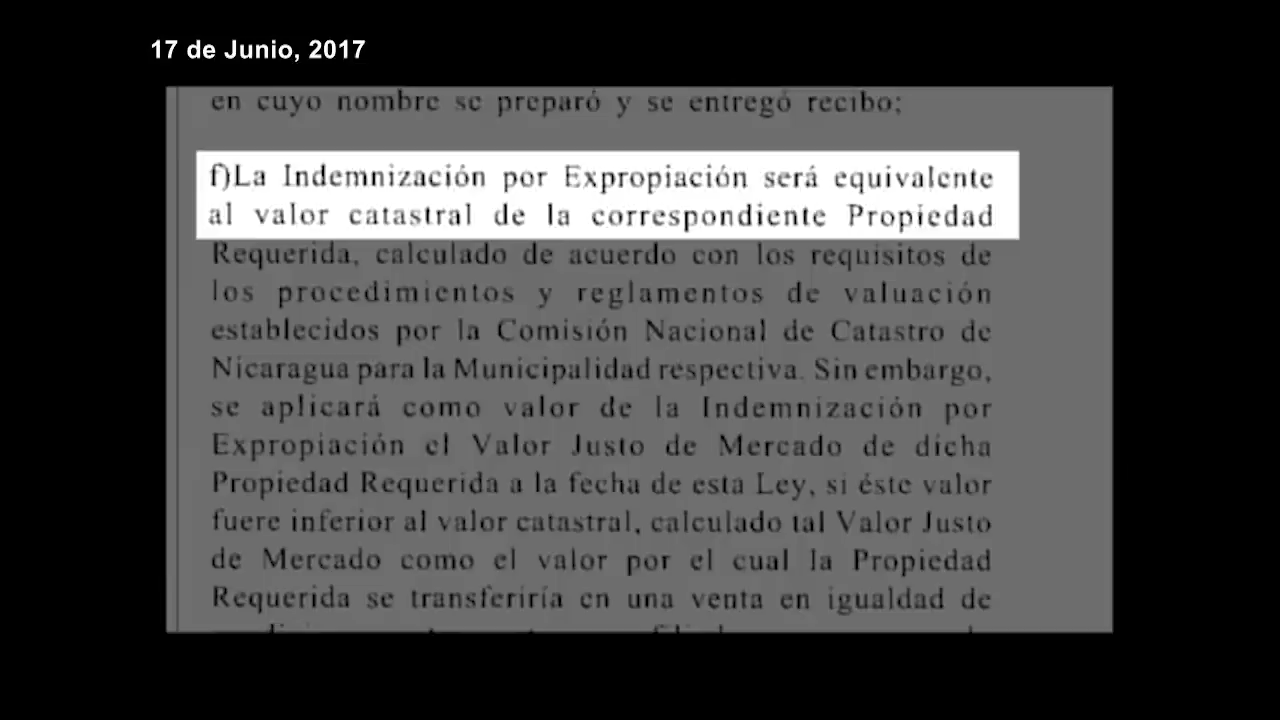 17 de Junio, 2017
en cuyo nombre se preparó y se entregó recibo;
f)La Indemnización por Expropiación será equivalente
al valor catastral de la correspondiente Propiedad
Requerida, calculado de acuerdo con los requisitos de
los procedimientos y reglamentos de valuación
establecidos por la Comisión Nacional de Catastro de
Nicaragua para la Municipalidad respectiva. Sin embargo,
se aplicará como valor de la Indemnización por
Expropiación el Valor Justo de Mercado de dicha
Propiedad Requerida a la fecha de esta Ley, si éste valor
fuere inferior al valor catastral, calculado tal Valor Justo
de Mercado como el valor por el cual la Propiedad
Requerida se transferiría en una venta en igualdad de